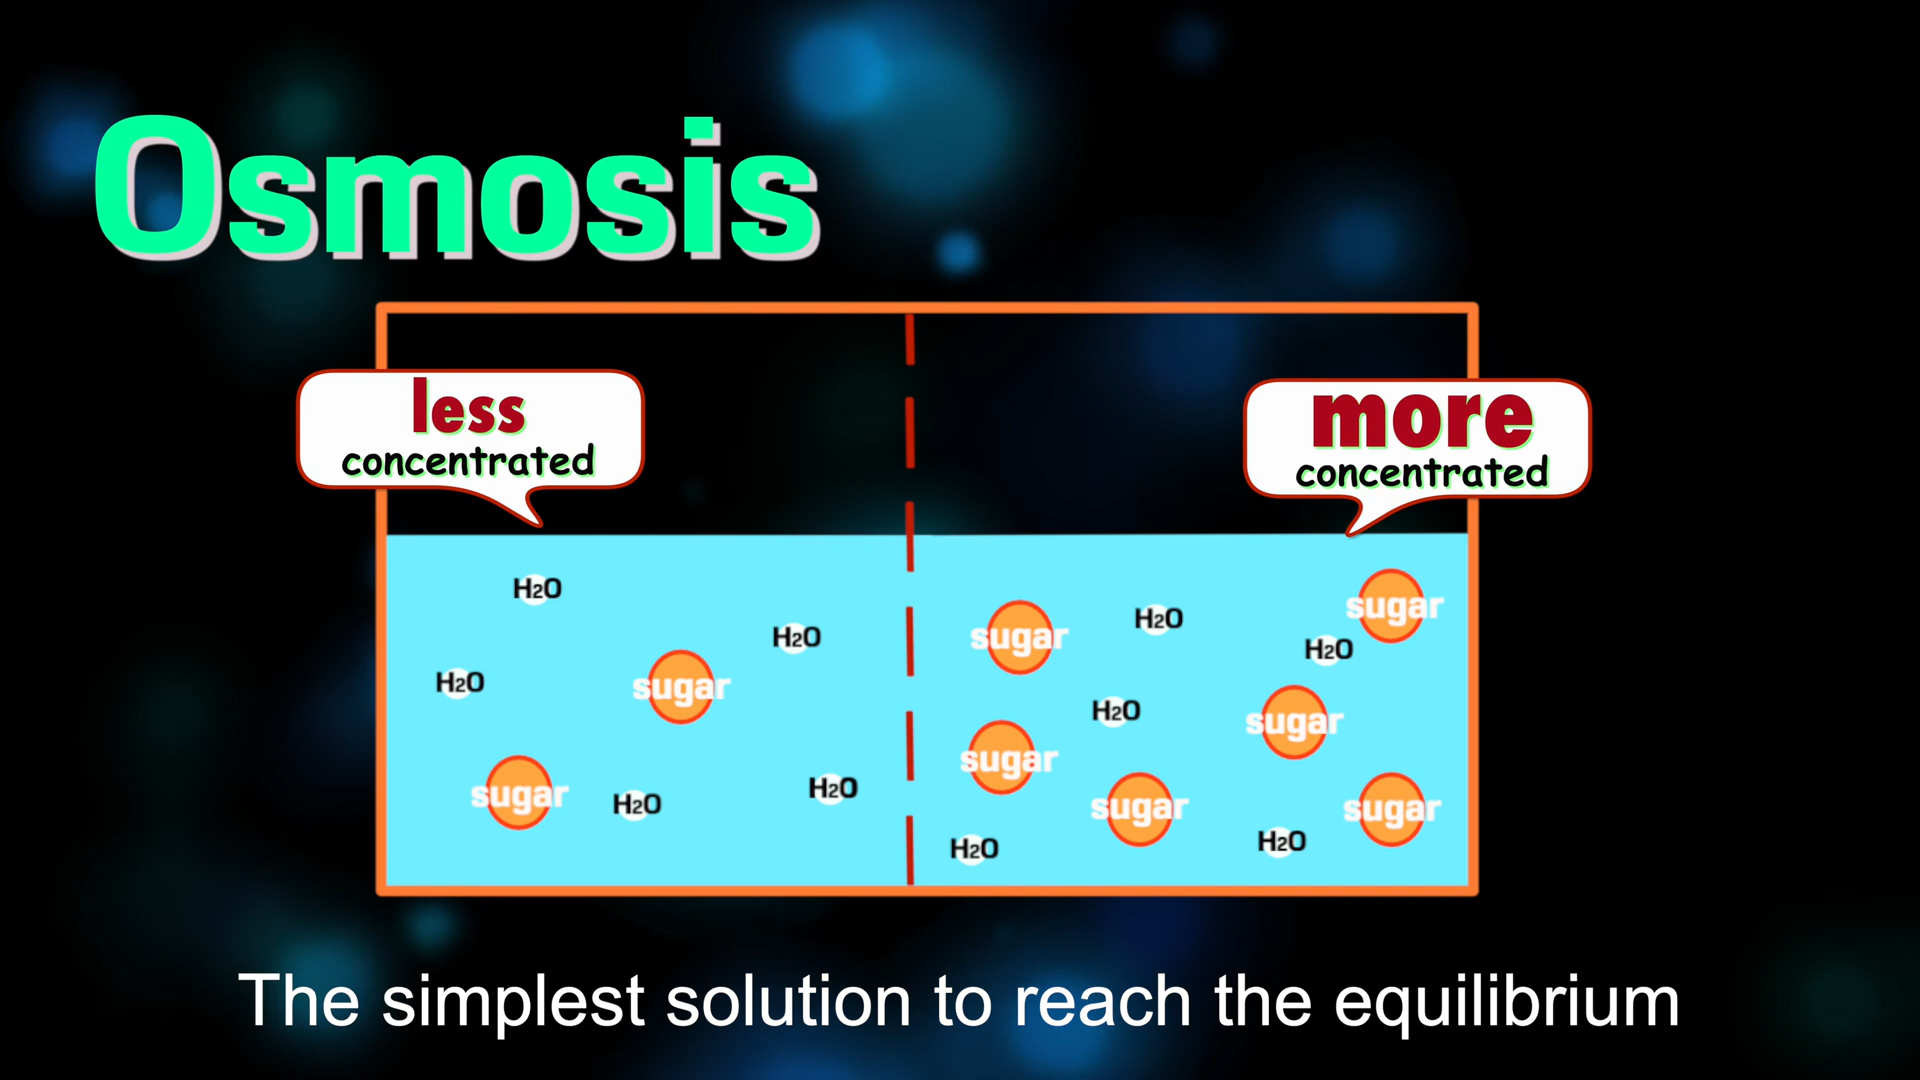 Osmosis
less
concentrated
more
concentrated
H2O
H2O
H2O
sugar
sugar
H2O
H2O
sugar
H2O
H2O
sugar
H2O
sugar
sugar
sugar
sugar
H2O
H2O
The simplest solution to reach the equilibrium